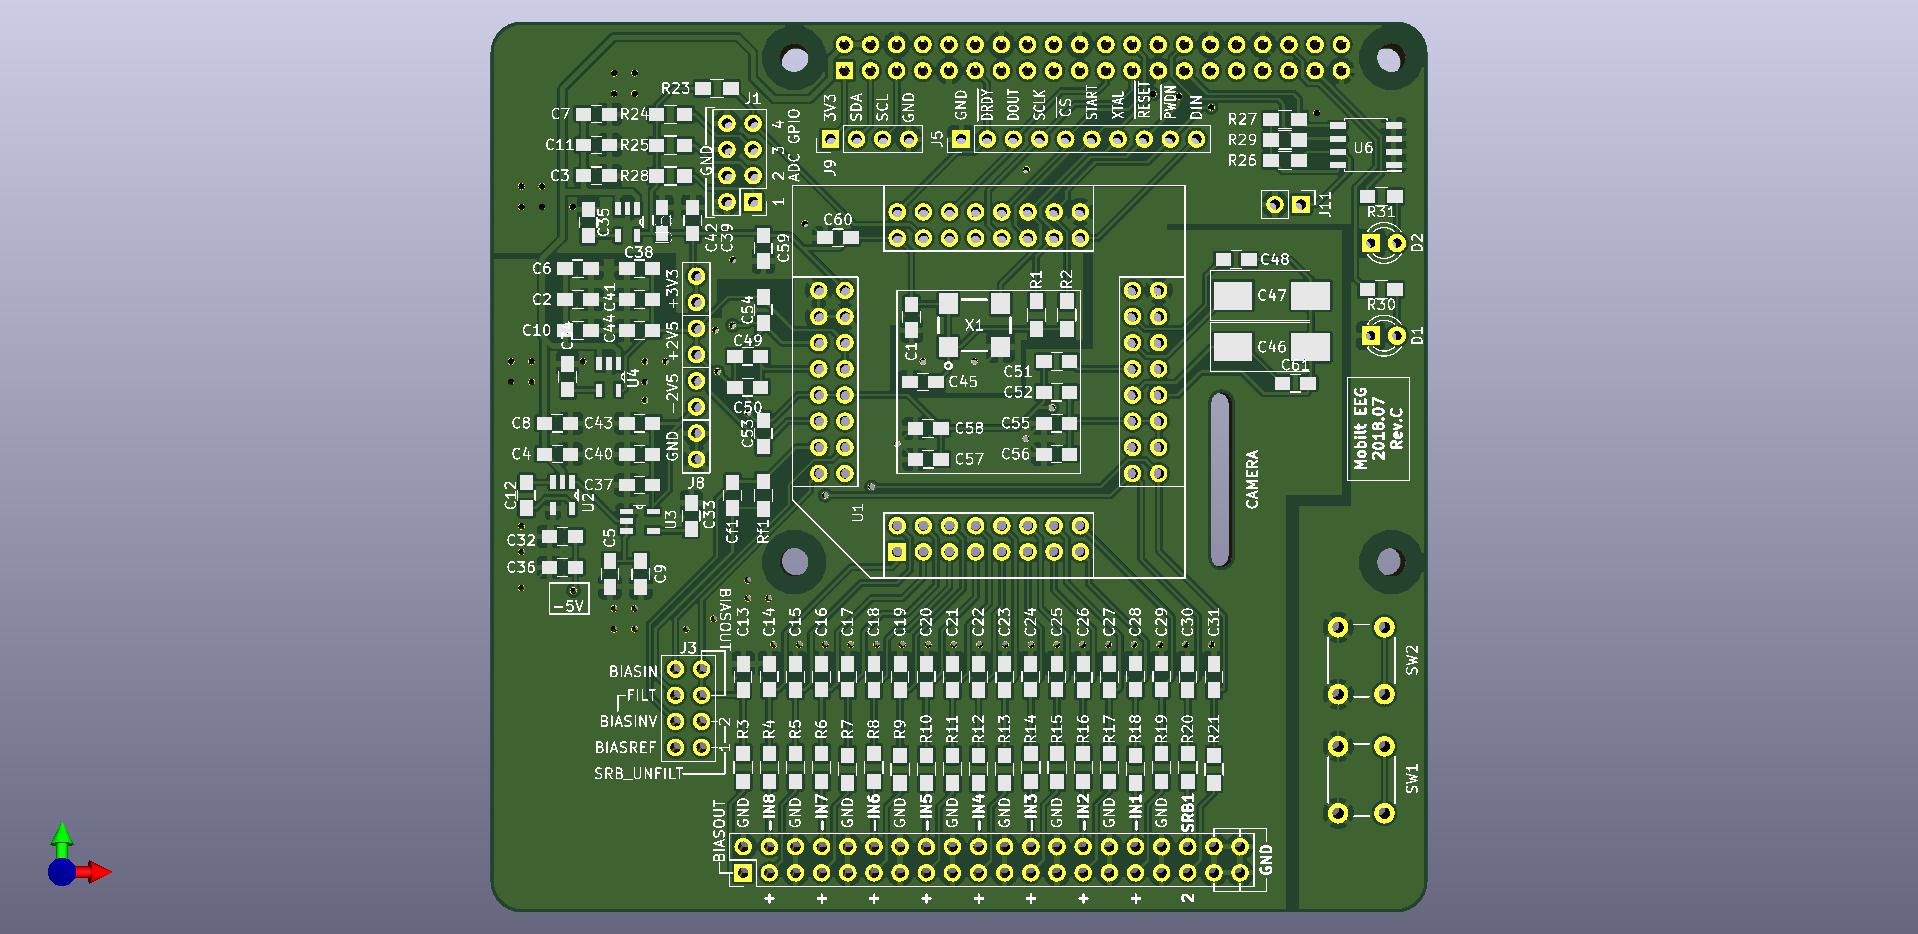 R23
J1
C7
R24
C11
R25
C3
R28
GND
4
3
2
1
ADC GPIO
3V3
SDA
SCL
GND
J9
J5
GND
DRDY
DOUT
SCLK
CS
START
XTAL
RESET
PWDN
DIN
R27
R29
R26
U6
J11
R31
D2
R30
D1
C35
C42
C39
C38
C59
C60
C6
C2
C41
C10
C44
C34
U4
+3V3
+2V5
-2V5
GND
J8
C54
C49
C50
C53
C1
X1
R1
R2
C45
C51
C52
C55
C56
C58
C57
C48
C47
C46
C61
Mobilt EEG
2018.07
Rev.C
CAMERA
C8
C43
C4
C40
C37
C12
U2
U3
C33
Cf1
Rf1
U1
C32
C36
C5
C9
-5V
BIASOUT
C13
C14
C15
C16
C17
C18
C19
C20
C21
C22
C23
C24
C25
C26
C27
C28
C29
C30
C31
J3
BIASIN
FILT
BIASINV
BIASREF
SRB_UNFILT
2
1
R3
R4
R5
R6
R7
R8
R9
R10
R11
R12
R13
R14
R15
R16
R17
R18
R19
R20
R21
BIASOUT
GND
-IN8
GND
-IN7
GND
-IN6
GND
-IN5
GND
-IN4
GND
-IN3
GND
-IN2
GND
-IN1
GND
SRB1
GND
+
+
+
+
+
+
+
+
2
SW2
SW1